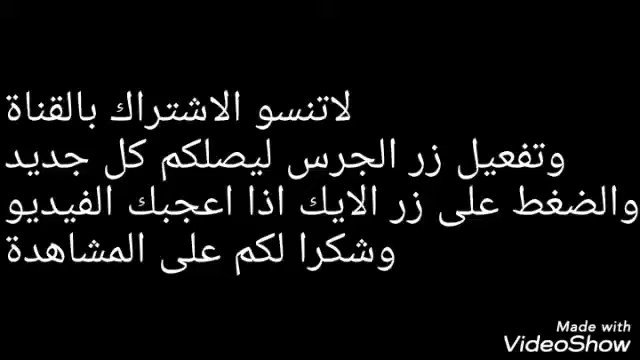 لاتنسو الاشتراك بالقناة
وتفعيل زر الجرس ليصلكم كل جديد
والضغط على زر الايك اذا اعجبك الفيديو
وشكرا لكم على المشاهدة
Made with
VideoShow